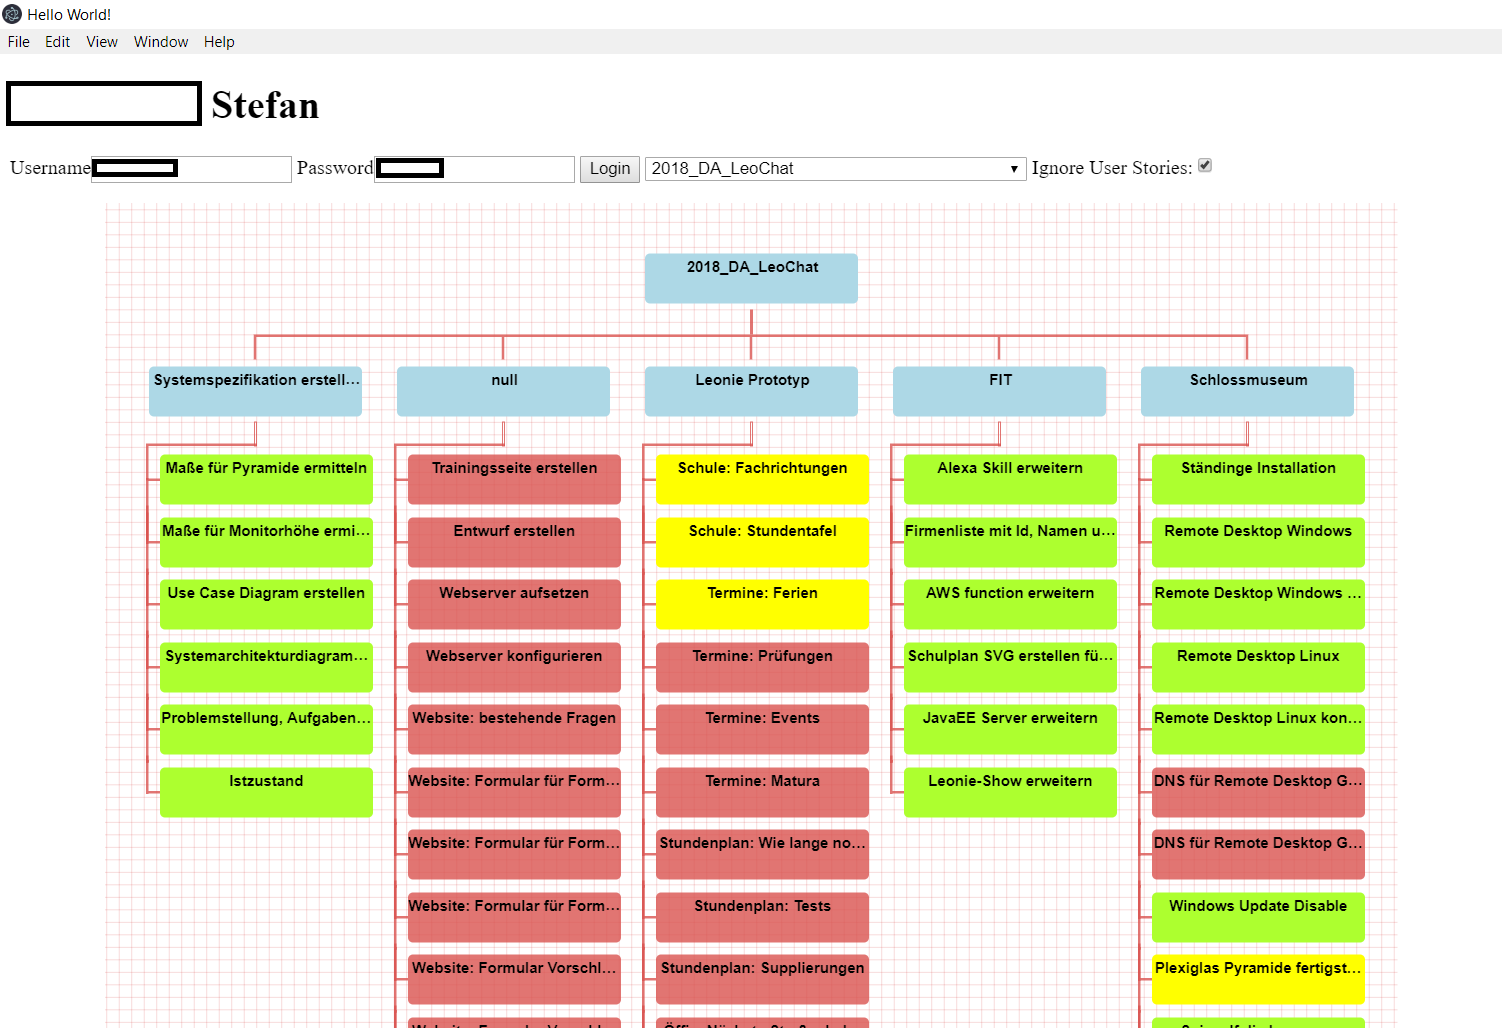 Hello World!
File Edit View Window Help
Stefan
Username Password Login 2018_DA_LeoChat Ignore User Stories:
2018_DA_LeoChat
Systemspezifikation erstell...
null
Leonie Prototyp
FIT
Schlossmuseum
Maße für Pyramide ermitteln
Maße für Monitorhöhe ermi...
Use Case Diagram erstellen
Systemarchitekturdiagram...
Problemstellung, Aufgaben...
Istzustand
Trainingsseite erstellen
Entwurf erstellen
Webserver aufsetzen
Webserver konfigurieren
Website: bestehende Fragen
Website: Formular für Form...
Website: Formular für Form...
Website: Formular für Form...
Website: Formular Vorschl...
Schule: Fachrichtungen
Schule: Stundentafel
Termine: Ferien
Termine: Prüfungen
Termine: Events
Termine: Matura
Stundenplan: Wie lange no...
Stundenplan: Tests
Stundenplan: Supplierungen
Alexa Skill erweitern
Firmenliste mit Id, Namen u...
AWS function erweitern
Schulplan SVG erstellen fü...
JavaEE Server erweitern
Leonie-Show erweitern
Ständinge Installation
Remote Desktop Windows
Remote Desktop Windows ...
Remote Desktop Linux
Remote Desktop Linux kon...
DNS für Remote Desktop G...
DNS für Remote Desktop G...
Windows Update Disable
Plexiglas Pyramide fertigst...